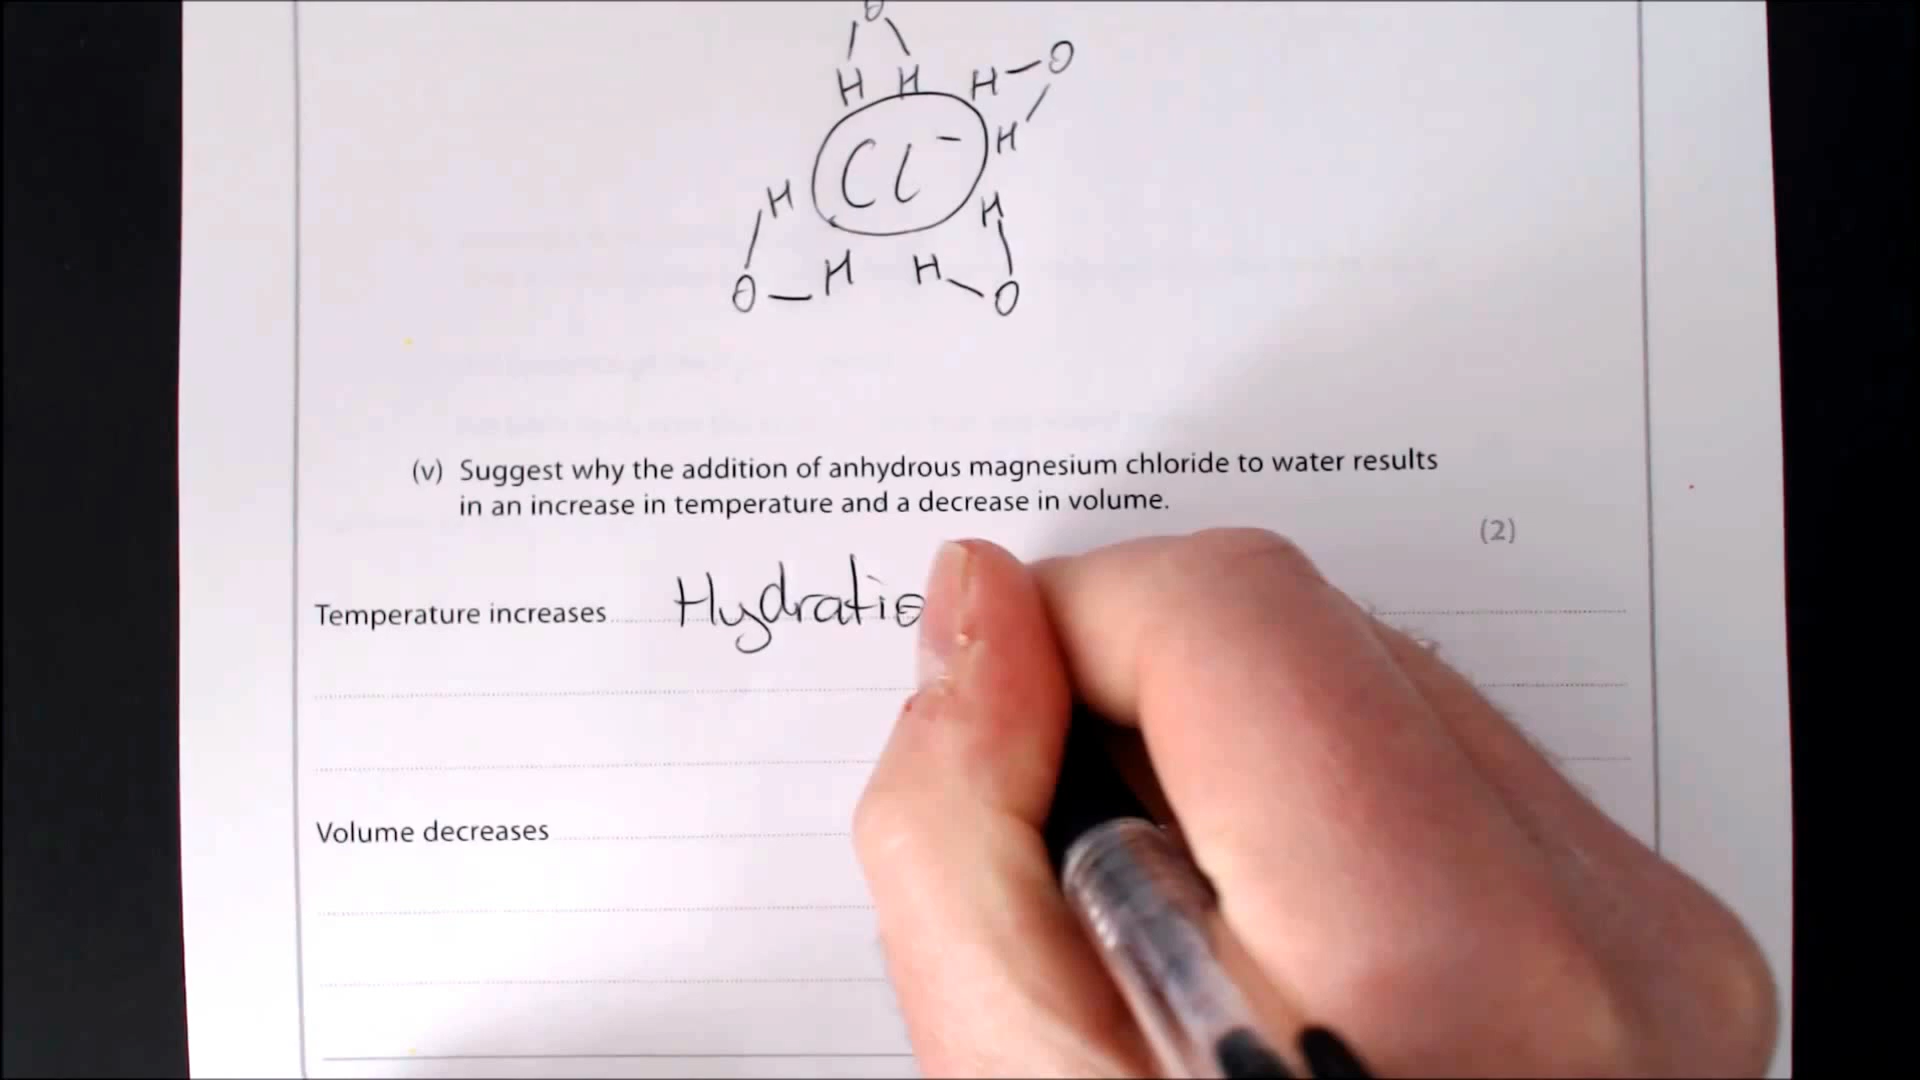 O
H H H O
Cl⁻ H
H H
O H H O
(v) Suggest why the addition of anhydrous magnesium chloride to water results
in an increase in temperature and a decrease in volume.
(2)
Temperature increases Hydratio
Volume decreases